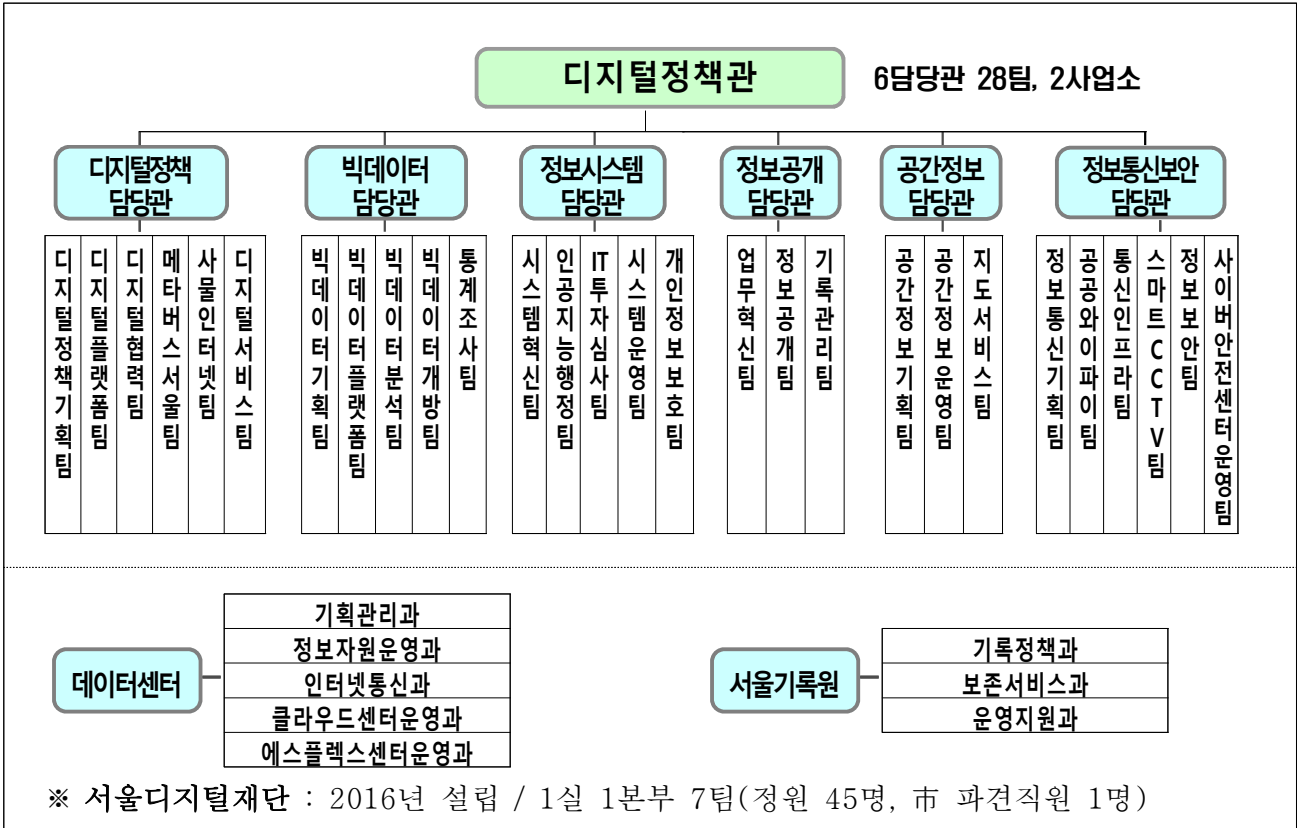 디지털정책관
6담당관 28팀, 2사업소
디지털정책
담당관
디지털정책기획팀
디지털플랫폼팀
디지털협력팀
메타버스서울팀
사물인터넷팀
디지털서비스팀
빅데이터
담당관
빅데이터기획팀
빅데이터플랫폼팀
빅데이터분석팀
빅데이터개방팀
통계조사팀
정보시스템
담당관
시스템혁신팀
인공지능행정팀
IT투자심사팀
시스템운영팀
개인정보보호팀
정보공개
담당관
업무혁신팀
정보공개팀
기록관리팀
공간정보
담당관
공간정보기획팀
공간정보운영팀
지도서비스팀
정보통신보안
담당관
정보통신기획팀
공공와이파이팀
통신인프라팀
스마트CCTV팀
정보보안팀
사이버안전센터운영팀
데이터센터
기획관리과
정보자원운영과
인터넷통신과
클라우드센터운영과
에스플렉스센터운영과
서울기록원
기록정책과
보존서비스과
운영지원과
※ 서울디지털재단 : 2016년 설립 / 1실 1본부 7팀(정원 45명, 市 파견직원 1명)